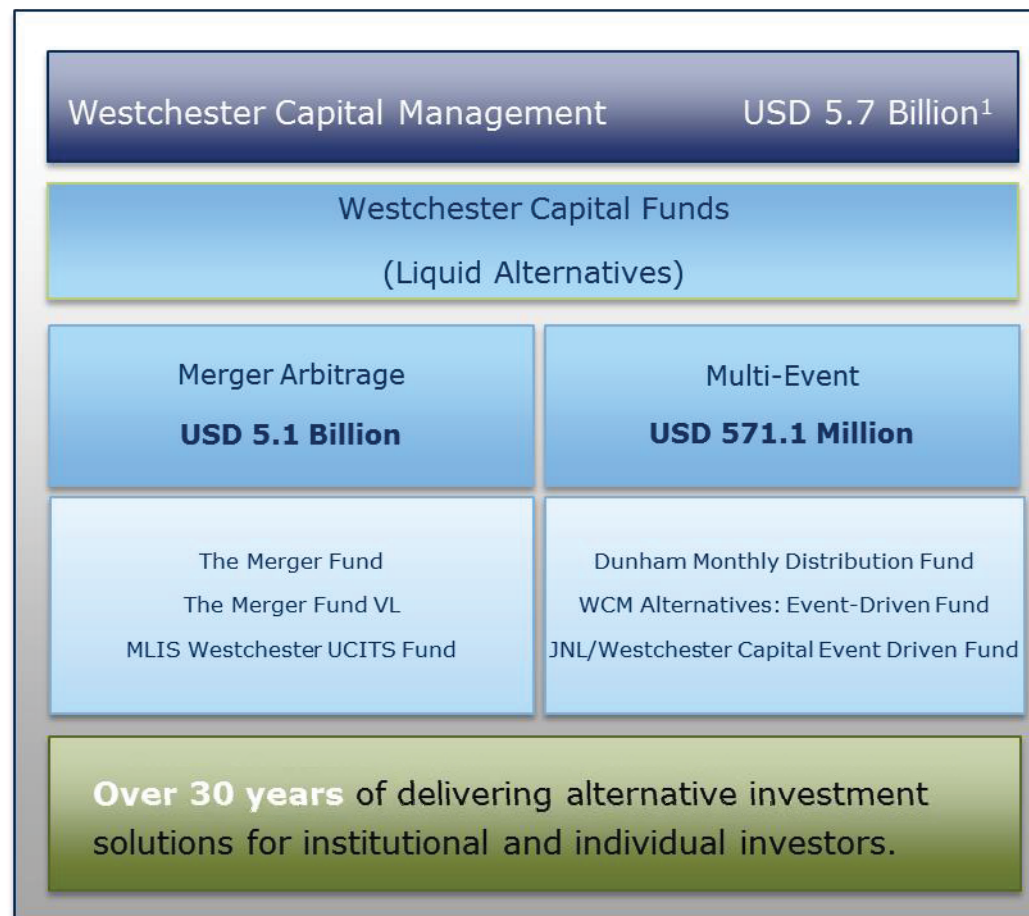 Westchester Capital Management USD 5.7 Billion¹
Westchester Capital Funds
(Liquid Alternatives)
Merger Arbitrage
USD 5.1 Billion
Multi-Event
USD 571.1 Million
The Merger Fund
The Merger Fund VL
MLIS Westchester UCITS Fund
Dunham Monthly Distribution Fund
WCM Alternatives: Event-Driven Fund
JNL/Westchester Capital Event Driven Fund
Over 30 years of delivering alternative investment
solutions for institutional and individual investors.